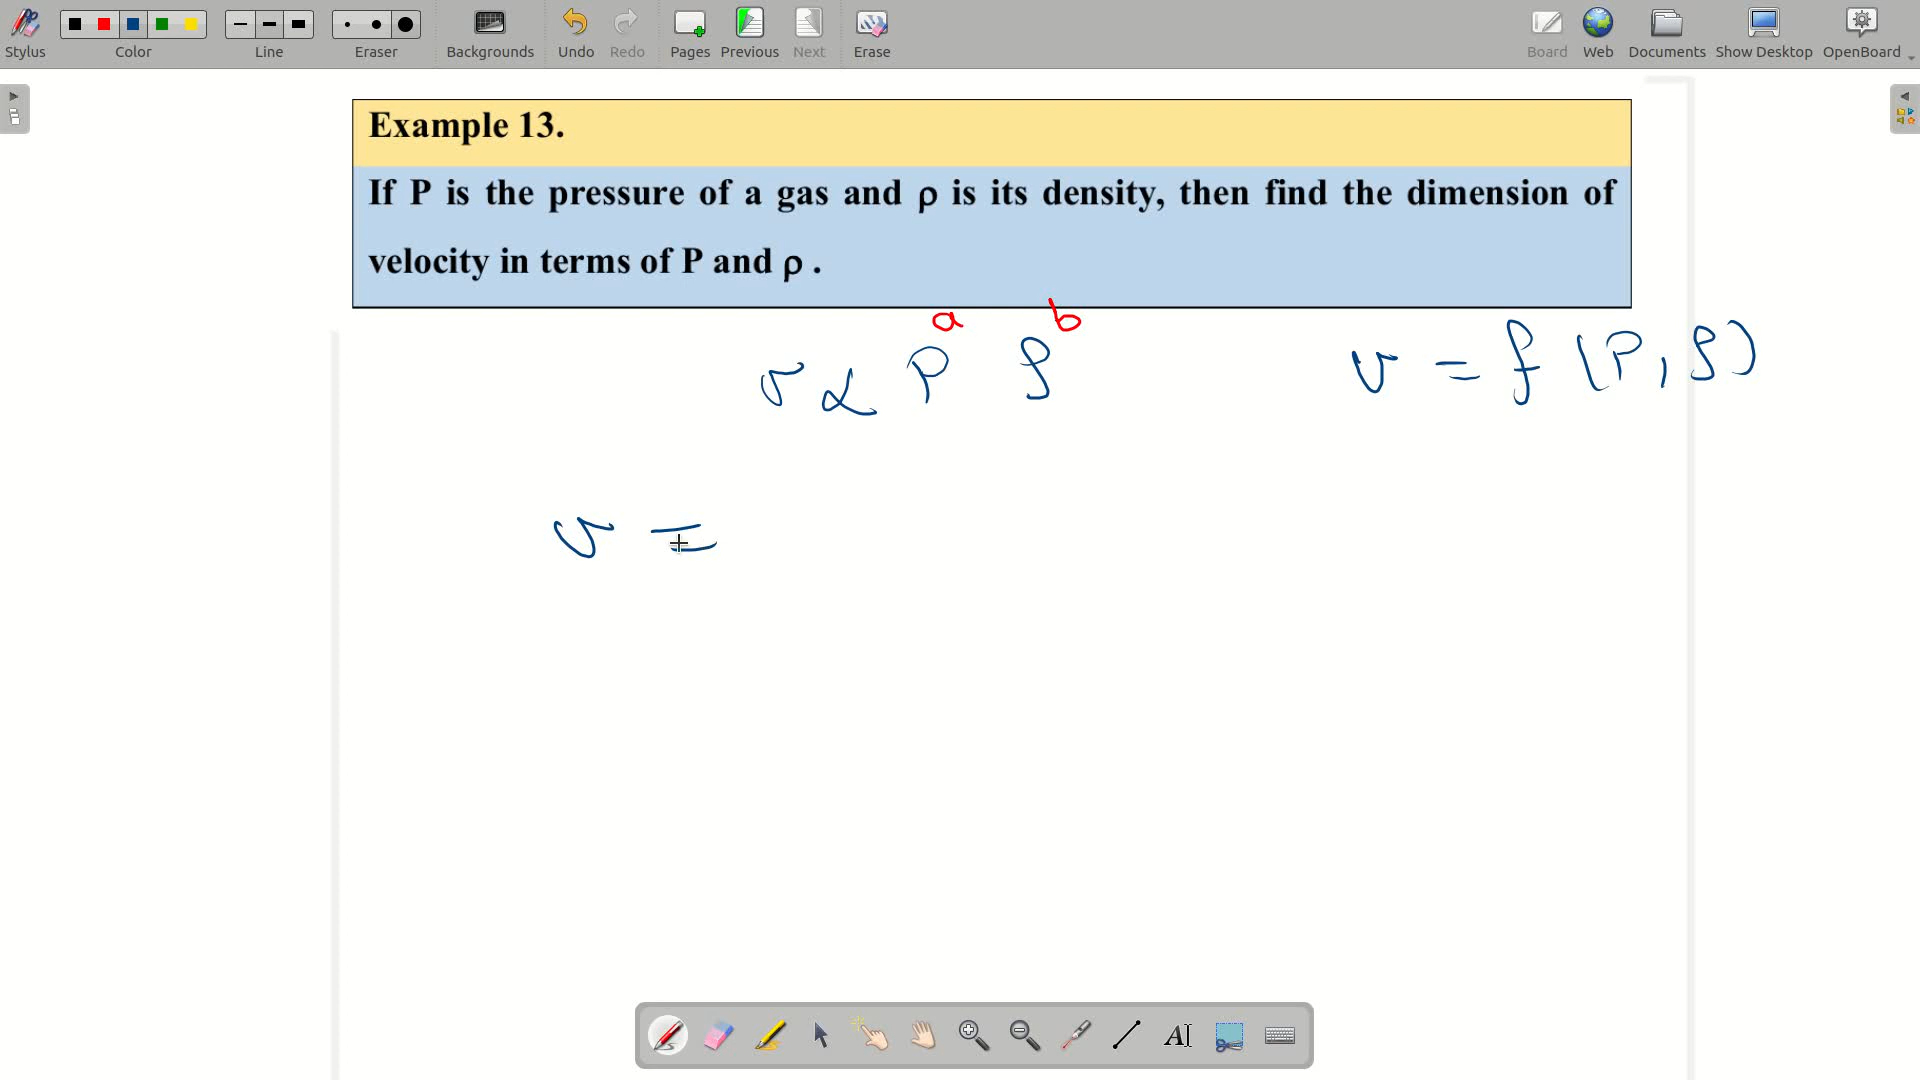 Stylus Color Line Eraser Backgrounds Undo Redo Pages Previous Next Erase Board Web Documents Show Desktop OpenBoard
Example 13.
If P is the pressure of a gas and ρ is its density, then find the dimension of
velocity in terms of P and ρ .
v ∝ P^a ρ^b
v = f (P, ρ)
v =
AI